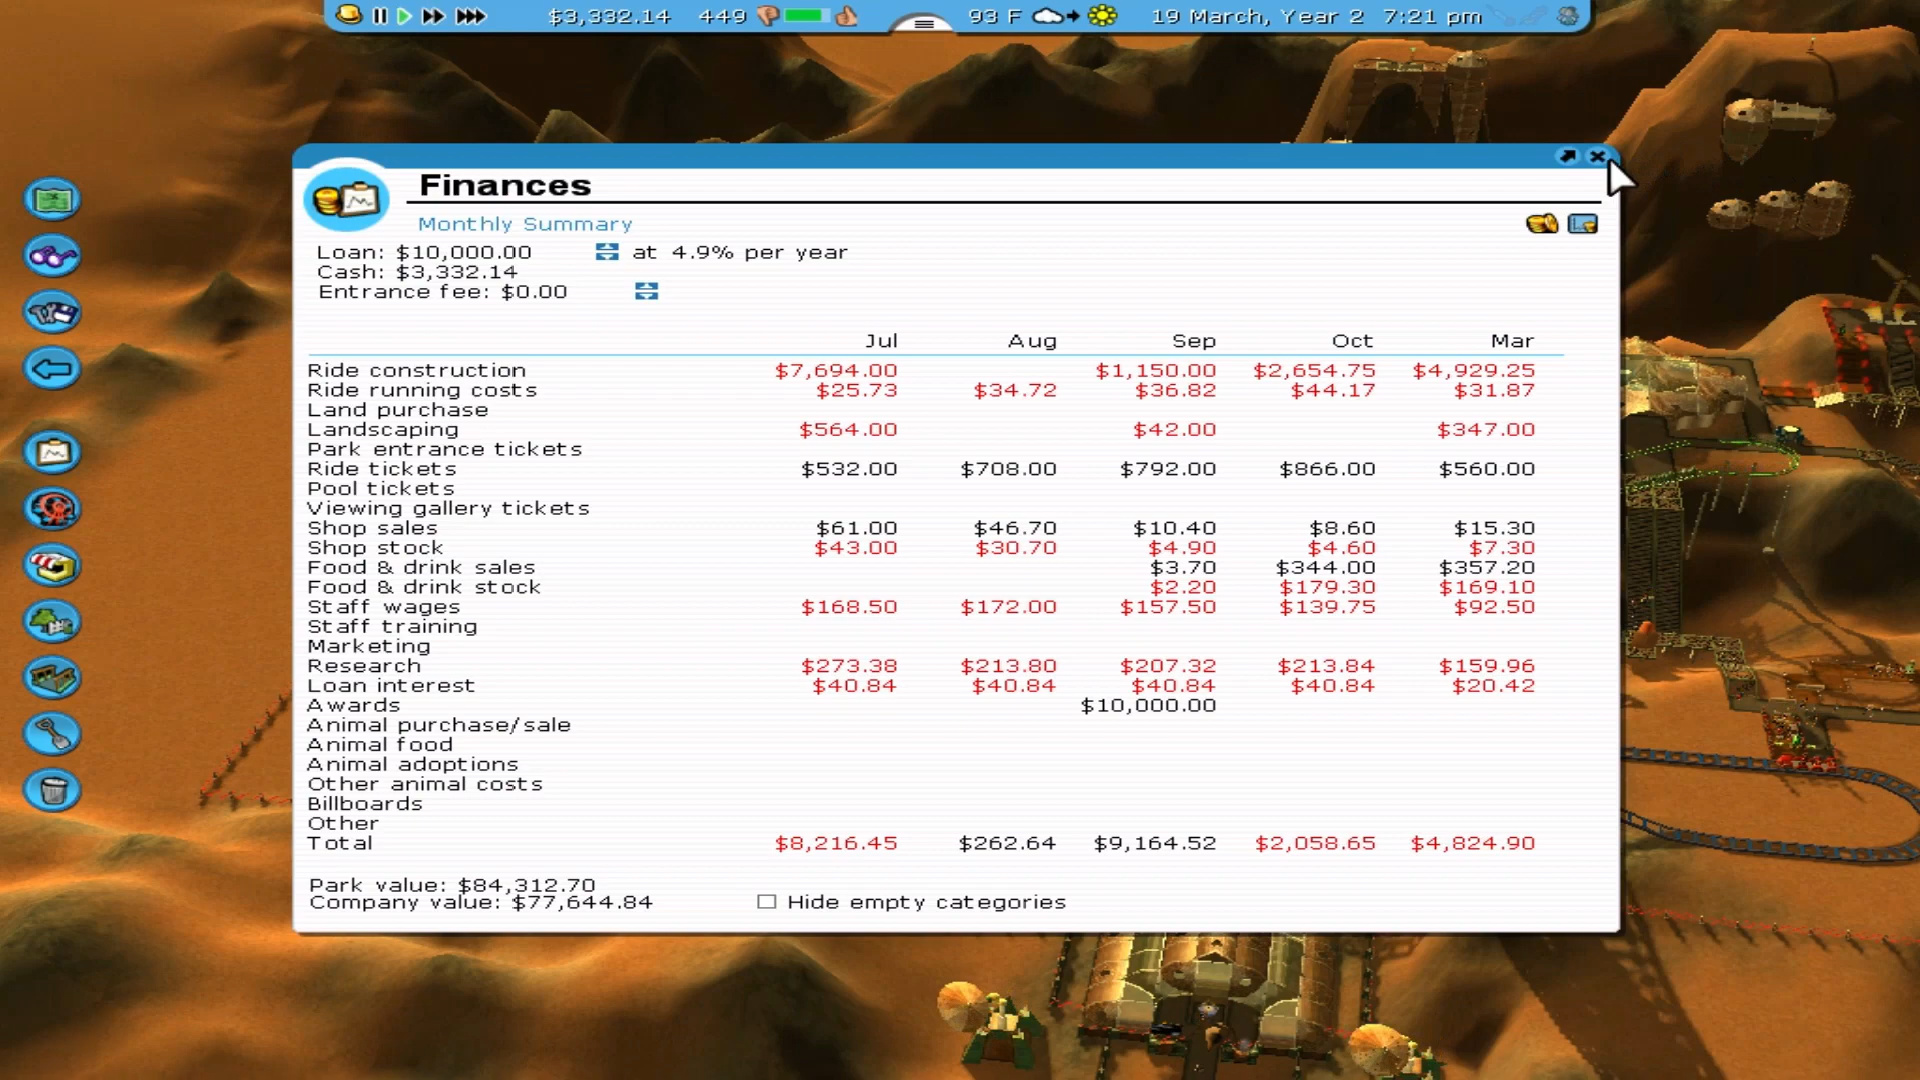 $3,332.14 449 93 F 19 March, Year 2 7:21 pm
Finances
Monthly Summary
Loan: $10,000.00 at 4.9% per year
Cash: $3,332.14
Entrance fee: $0.00
Jul Aug Sep Oct Mar
Ride construction $7,694.00 $1,150.00 $2,654.75 $4,929.25
Ride running costs $25.73 $34.72 $36.82 $44.17 $31.87
Land purchase
Landscaping $564.00 $42.00 $347.00
Park entrance tickets
Ride tickets $532.00 $708.00 $792.00 $866.00 $560.00
Pool tickets
Viewing gallery tickets
Shop sales $61.00 $46.70 $10.40 $8.60 $15.30
Shop stock $43.00 $30.70 $4.90 $4.60 $7.30
Food & drink sales $3.70 $344.00 $357.20
Food & drink stock $2.20 $179.30 $169.10
Staff wages $168.50 $172.00 $157.50 $139.75 $92.50
Staff training
Marketing
Research $273.38 $213.80 $207.32 $213.84 $159.96
Loan interest $40.84 $40.84 $40.84 $40.84 $20.42
Awards $10,000.00
Animal purchase/sale
Animal food
Animal adoptions
Other animal costs
Billboards
Other
Total $8,216.45 $262.64 $9,164.52 $2,058.65 $4,824.90
Park value: $84,312.70
Company value: $77,644.84 Hide empty categories